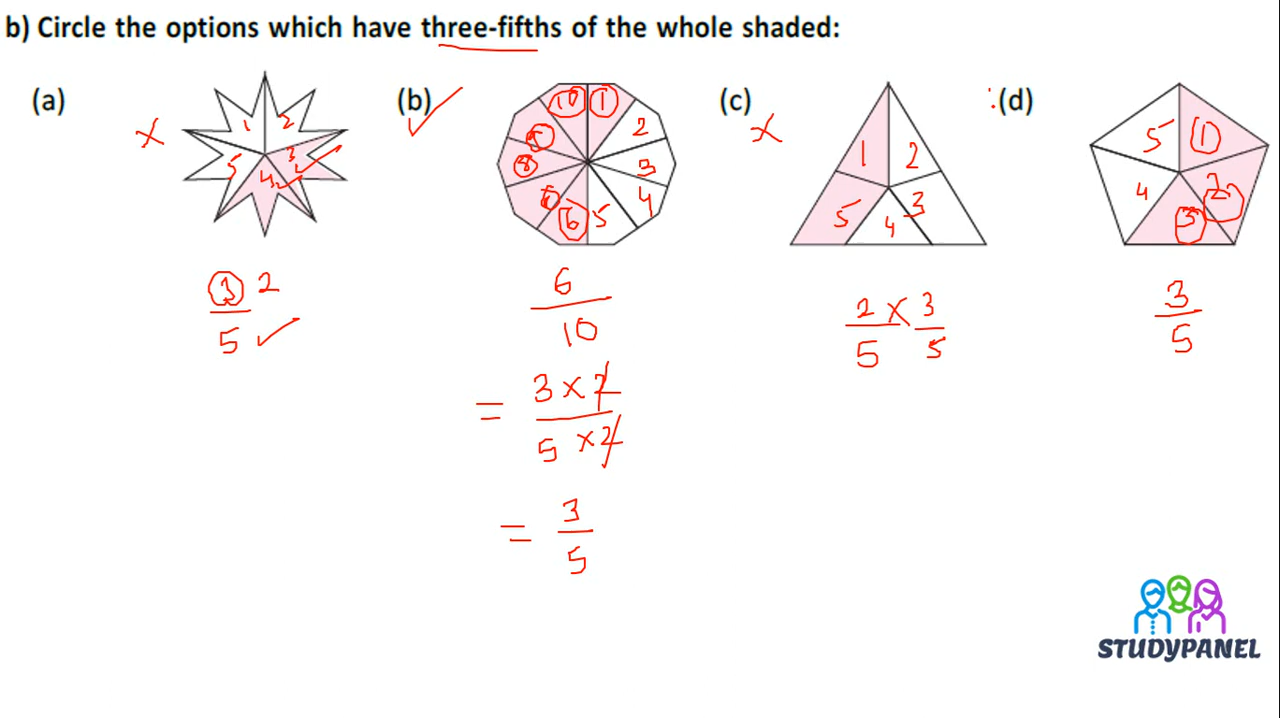 b) Circle the options which have three-fifths of the whole shaded:
(a) (b) (c) (d)
1 2 3 4 5
10 1 2 3 4 5 6 8
1 2 3 4 5
5 1 2 3 4
3 2
5
6
10
= 3 × 2
5 × 2
= 3
5
2 × 3
5 5
3
5
STUDYPANEL